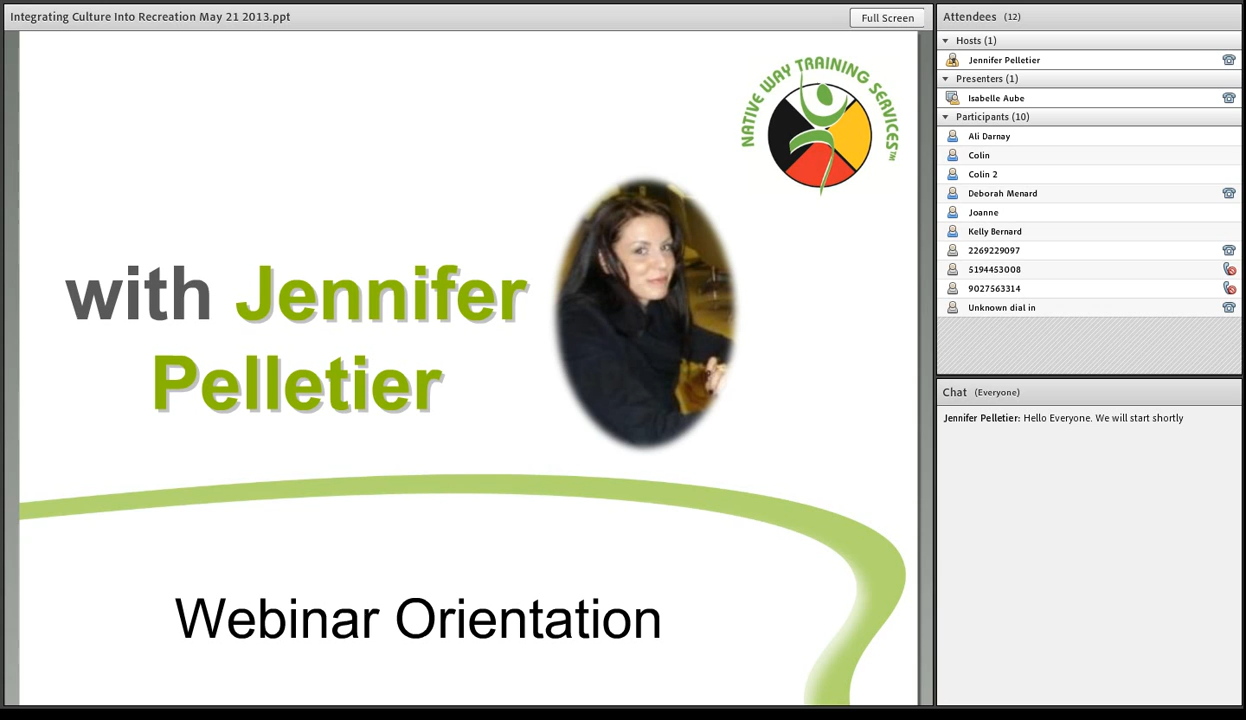 Integrating Culture Into Recreation May 21 2013.ppt
Full Screen
NATIVE WAY TRAINING SERVICES™
with Jennifer
Pelletier
Webinar Orientation
Attendees (12)
Hosts (1)
Jennifer Pelletier
Presenters (1)
Isabelle Aube
Participants (10)
Ali Darnay
Colin
Colin 2
Deborah Menard
Joanne
Kelly Bernard
2269229097
5194453008
9027563314
Unknown dial in
Chat (Everyone)
Jennifer Pelletier: Hello Everyone. We will start shortly